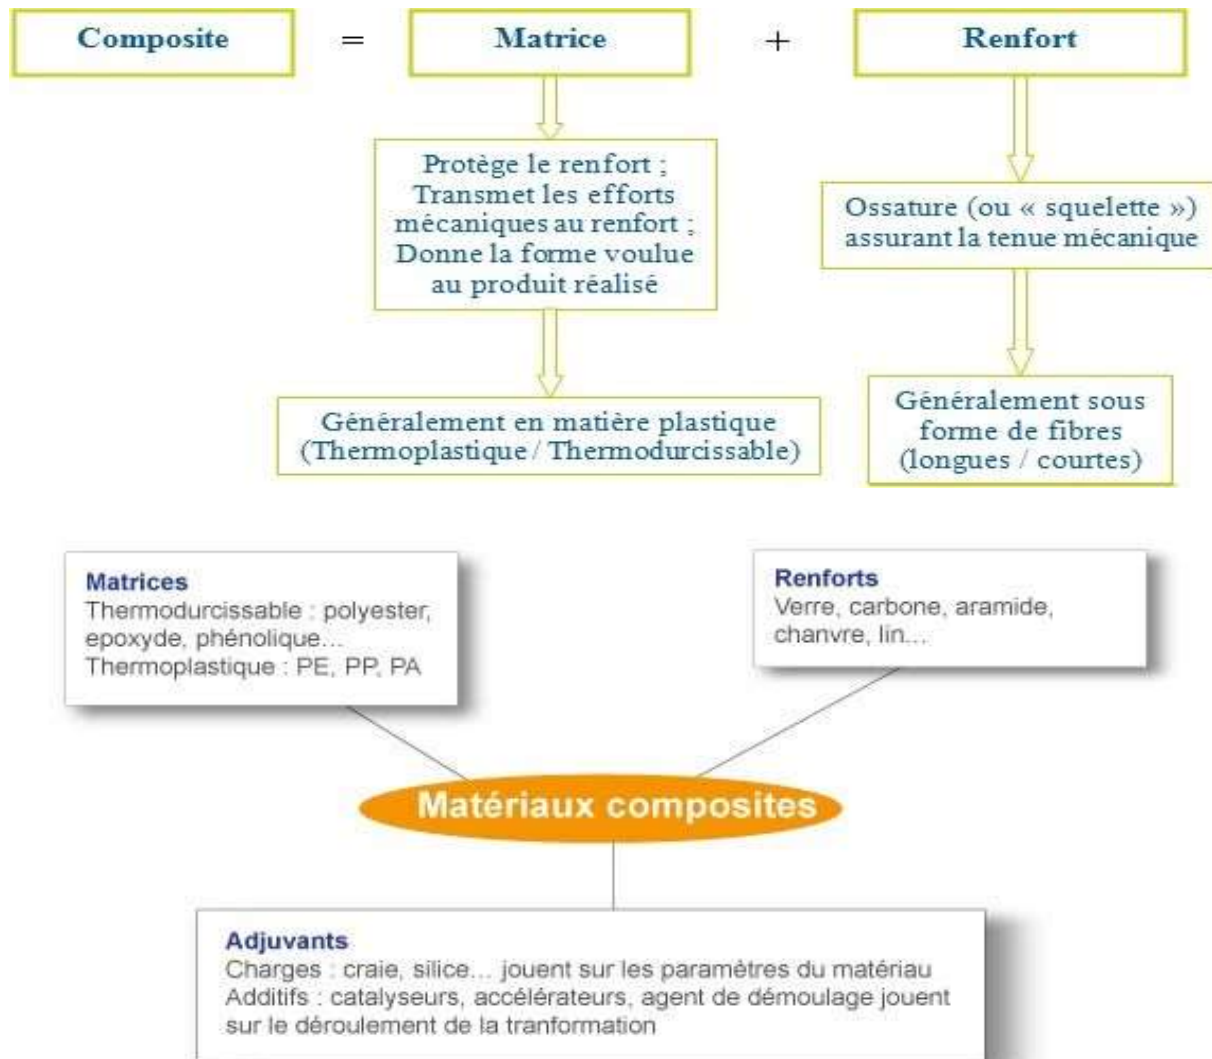 Composite = Matrice + Renfort
Protège le renfort ;
Transmet les efforts
mécaniques au renfort ;
Donne la forme voulue
au produit réalisé
Ossature (ou « squelette »)
assurant la tenue mécanique
Généralement en matière plastique
(Thermoplastique / Thermodurcissable)
Généralement sous
forme de fibres
(longues / courtes)
Matrices
Thermodurcissable : polyester,
epoxyde, phénolique...
Thermoplastique : PE, PP, PA
Renforts
Verre, carbone, aramide,
chanvre, lin...
Matériaux composites
Adjuvants
Charges : craie, silice... jouent sur les paramètres du matériau
Additifs : catalyseurs, accélérateurs, agent de démoulage jouent
sur le déroulement de la tranformation